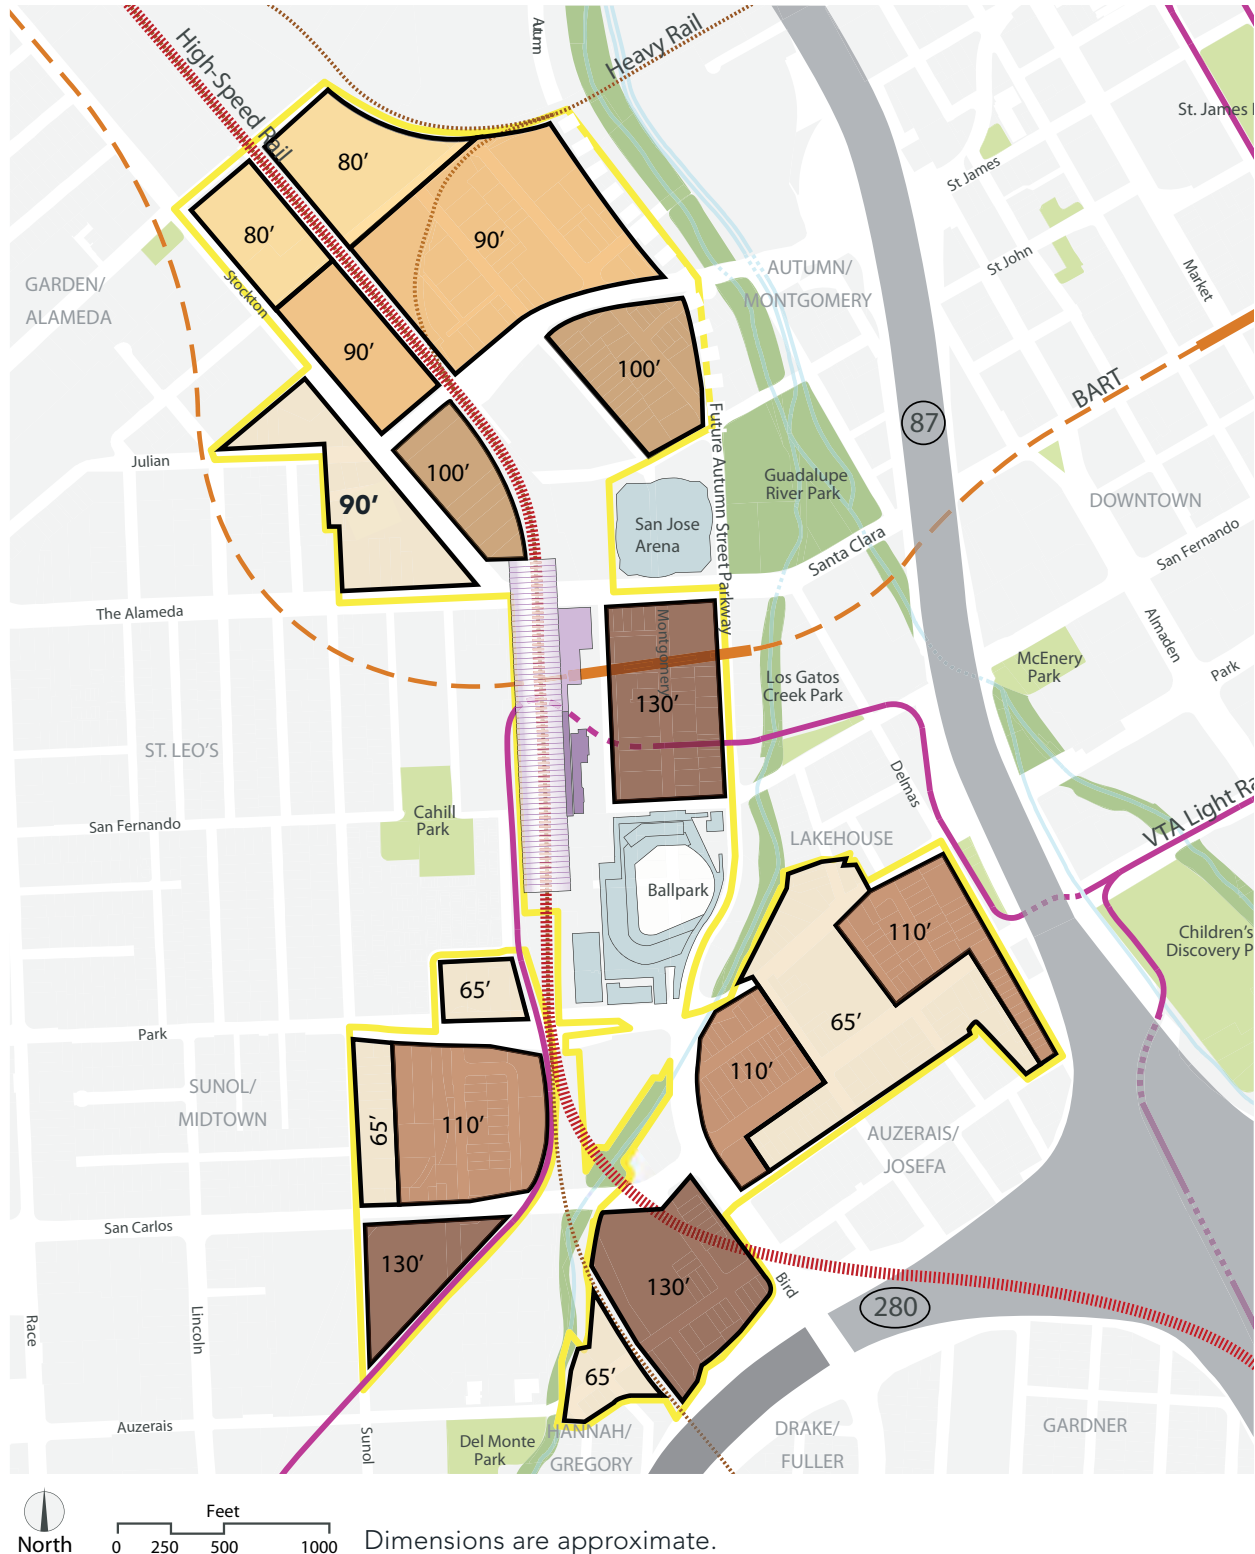 Autumn
Heavy Rail
High-Speed Rail
St. James
St James
80’
80’
90’
St John
Market
AUTUMN/
MONTGOMERY
GARDEN/
ALAMEDA
Stockton
90’
100’
BART
87
Future Autumn Street Parkway
Julian
100’
90’
Guadalupe
River Park
DOWNTOWN
San Jose
Arena
Santa Clara
San Fernando
The Alameda
Montgomery
Almaden
McEnery
Park
Park
Los Gatos
Creek Park
130’
ST. LEO’S
Delmas
Cahill
Park
San Fernando
VTA Light Ra
LAKEHOUSE
Ballpark
110’
Children’s
Discovery P
65’
65’
Park
110’
SUNOL/
MIDTOWN
65’
110’
AUZERAIS/
JOSEFA
San Carlos
130’
130’
Bird
280
Race
Lincoln
65’
Auzerais
Sunol
Del Monte
Park
HANNAH/
GREGORY
DRAKE/
FULLER
GARDNER
North
Feet
0 250 500 1000
Dimensions are approximate.